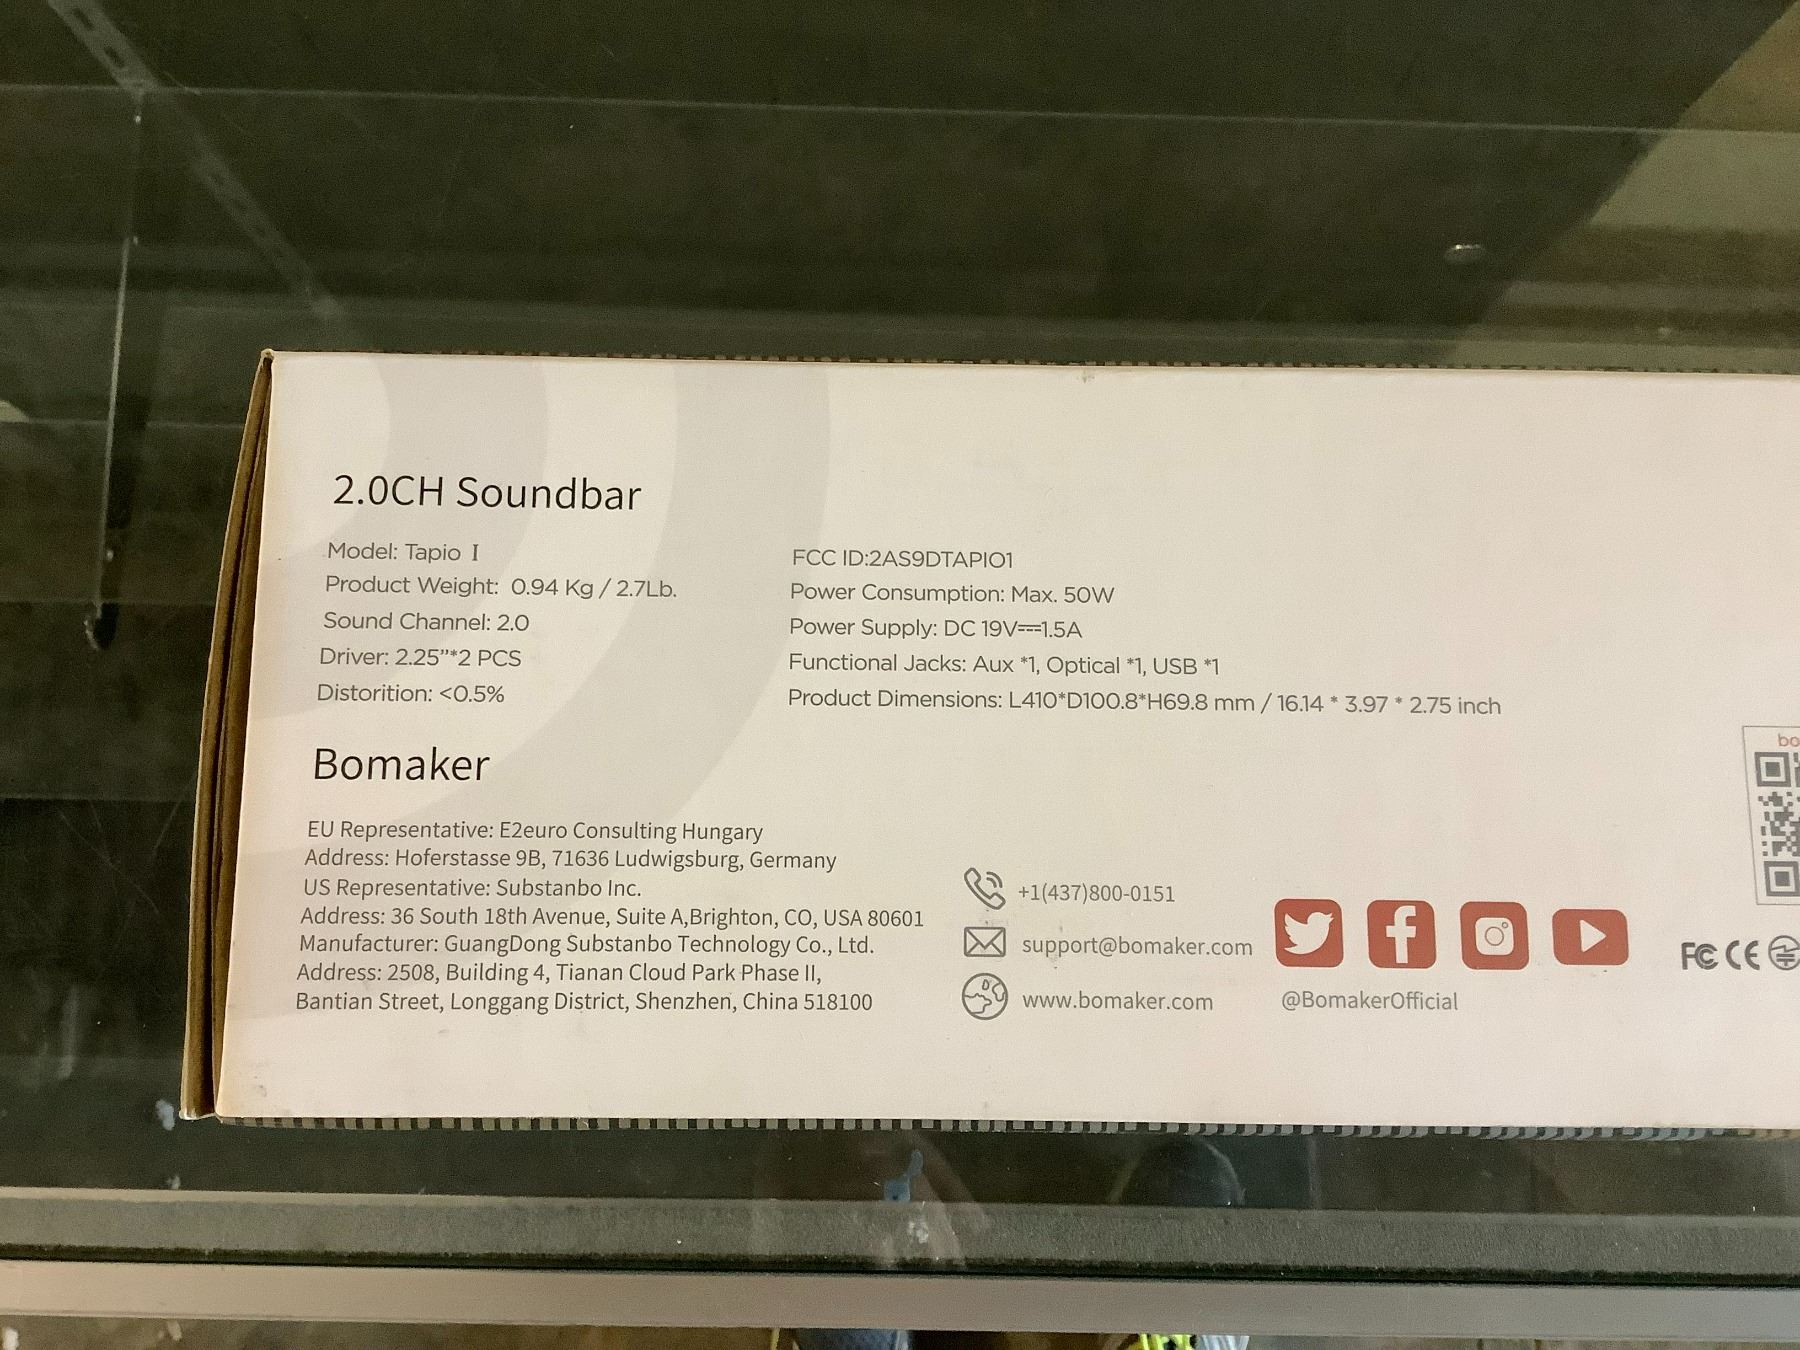 2.0CH Soundbar
Model: Tapio I
Product Weight: 0.94 Kg / 2.7Lb.
Sound Channel: 2.0
Driver: 2.25”*2 PCS
Distorition: <0.5%
FCC ID:2AS9DTAPIO1
Power Consumption: Max. 50W
Power Supply: DC 19V⎓1.5A
Functional Jacks: Aux *1, Optical *1, USB *1
Product Dimensions: L410*D100.8*H69.8 mm / 16.14 * 3.97 * 2.75 inch
Bomaker
EU Representative: E2euro Consulting Hungary
Address: Hoferstasse 9B, 71636 Ludwigsburg, Germany
US Representative: Substanbo Inc.
Address: 36 South 18th Avenue, Suite A,Brighton, CO, USA 80601
Manufacturer: GuangDong Substanbo Technology Co., Ltd.
Address: 2508, Building 4, Tianan Cloud Park Phase II,
Bantian Street, Longgang District, Shenzhen, China 518100
+1(437)800-0151
support@bomaker.com
www.bomaker.com
@BomakerOfficial
bo
FC CE